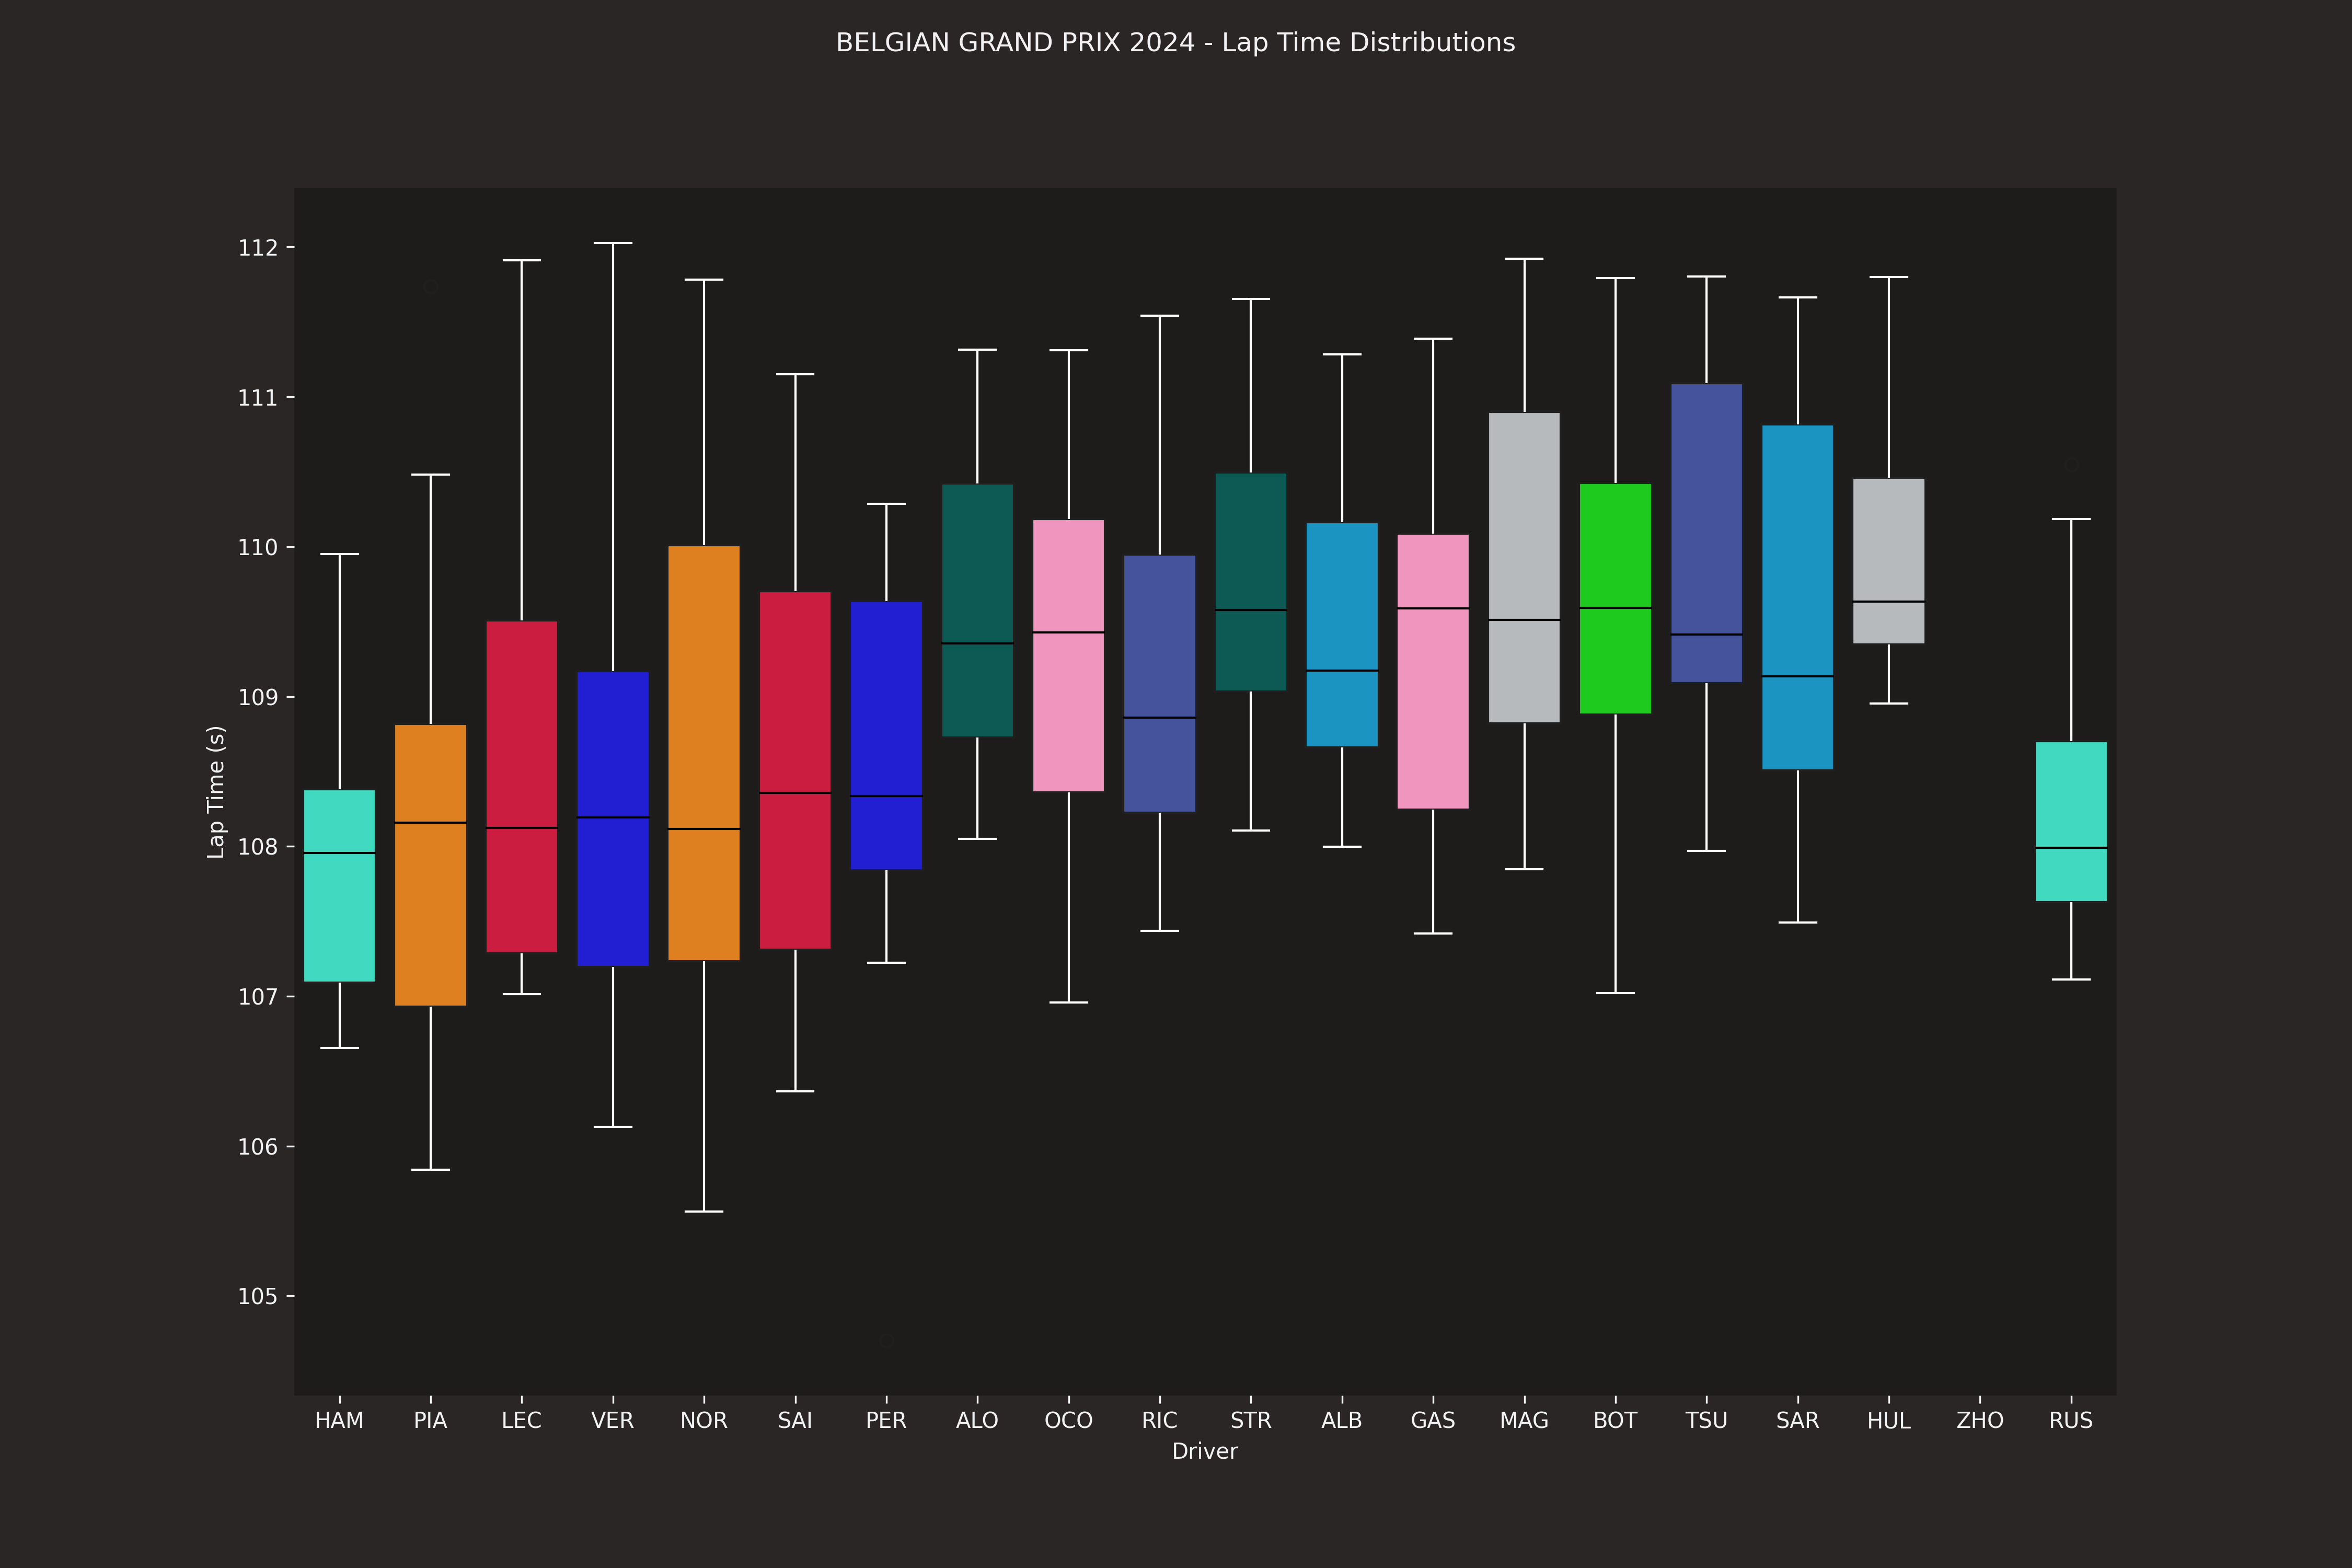 BELGIAN GRAND PRIX 2024 - Lap Time Distributions
112
111
110
109
108
107
106
105
Lap Time (s)
HAM PIA LEC VER NOR SAI PER ALO OCO RIC STR ALB GAS MAG BOT TSU SAR HUL ZHO RUS
Driver